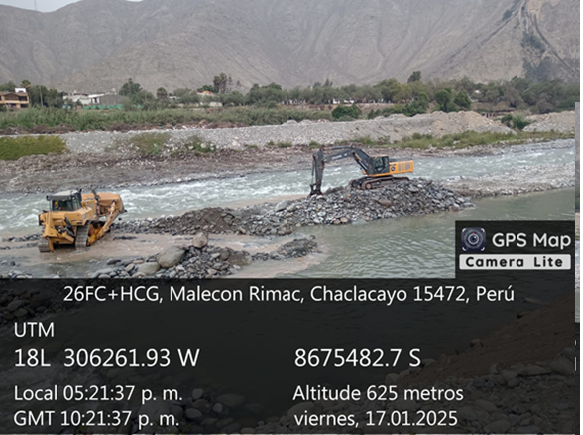 GPS Map
Camera Lite
26FC+HCG, Malecon Rimac, Chaclacayo 15472, Perú
UTM
18L 306261.93 W 8675482.7 S
Local 05:21:37 p. m. Altitude 625 metros
GMT 10:21:37 p. m. viernes, 17.01.2025